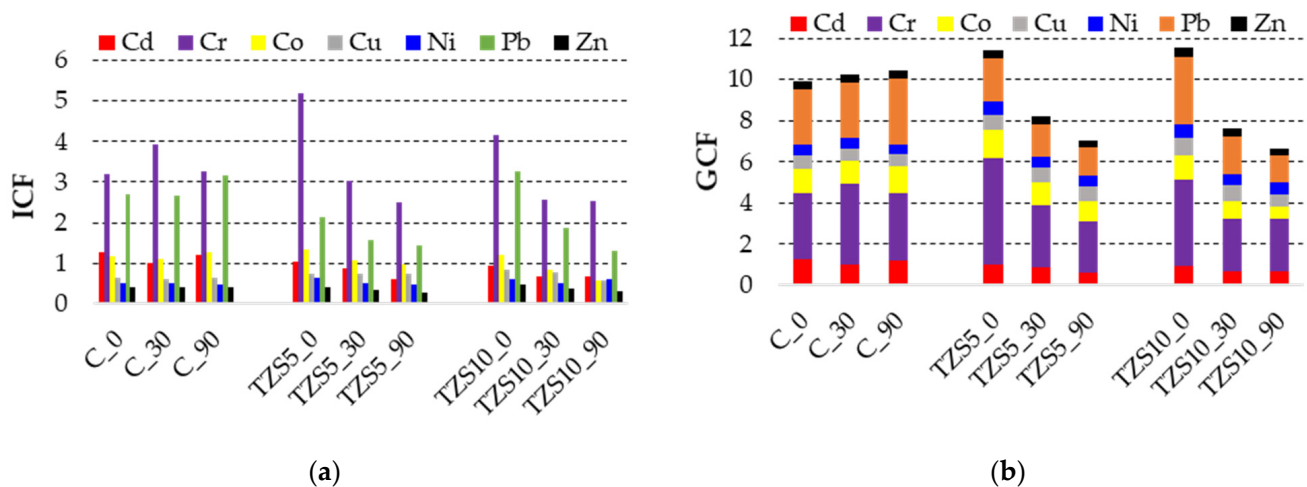 Cd Cr Co Cu Ni Pb Zn
6
5
4
3
2
1
0
ICF
C_0
C_30
C_90
TZS5_0
TZS5_30
TZS5_90
TZS10_0
TZS10_30
TZS10_90
(a)
Cd Cr Co Cu Ni Pb Zn
12
10
8
6
4
2
0
GCF
C_0
C_30
C_90
TZS5_0
TZS5_30
TZS5_90
TZS10_0
TZS10_30
TZS10_90
(b)